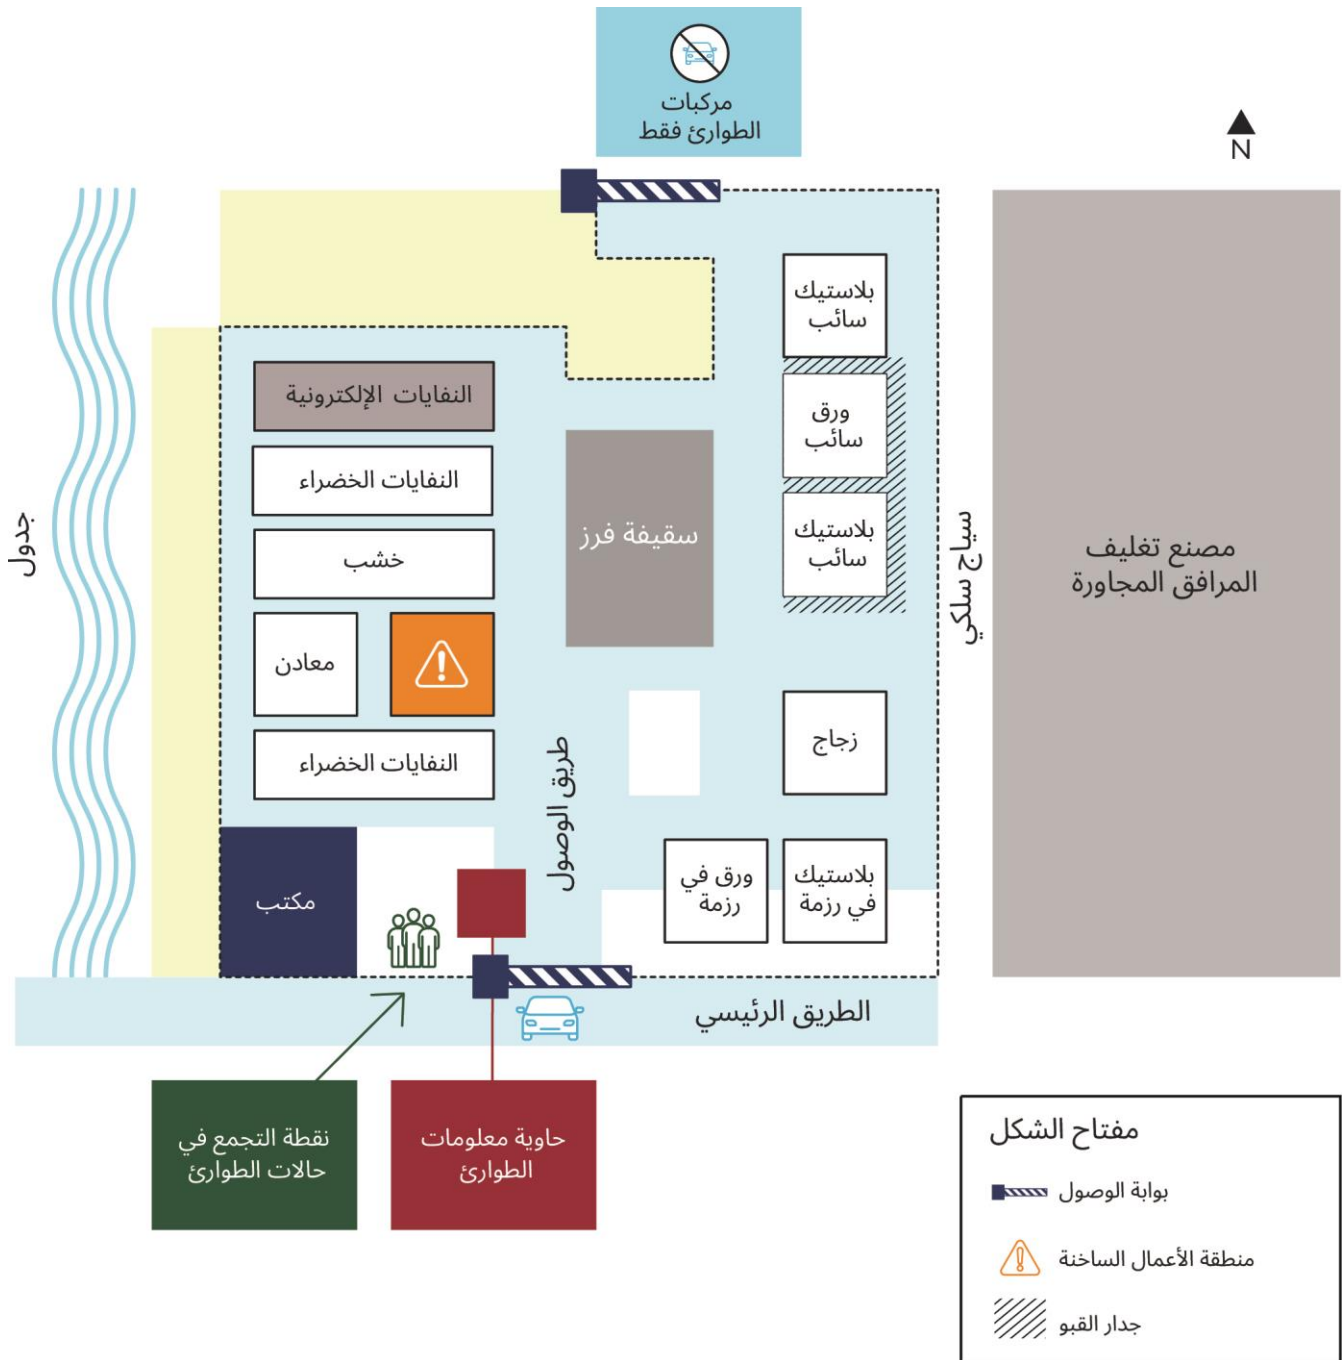 مركبات
الطوارئ فقط
N
بلاستيك
سائب
النفايات الإلكترونية
ورق
سائب
النفايات الخضراء
سقيفة فرز
بلاستيك
سائب
خشب
جدول
سياج سلكي
مصنع تغليف
المرافق المجاورة
معادن
زجاج
النفايات الخضراء
طريق الوصول
مكتب
ورق في
رزمة
بلاستيك
في رزمة
الطريق الرئيسي
نقطة التجمع في
حالات الطوارئ
حاوية معلومات
الطوارئ
مفتاح الشكل
بوابة الوصول
منطقة الأعمال الساخنة
جدار القبو